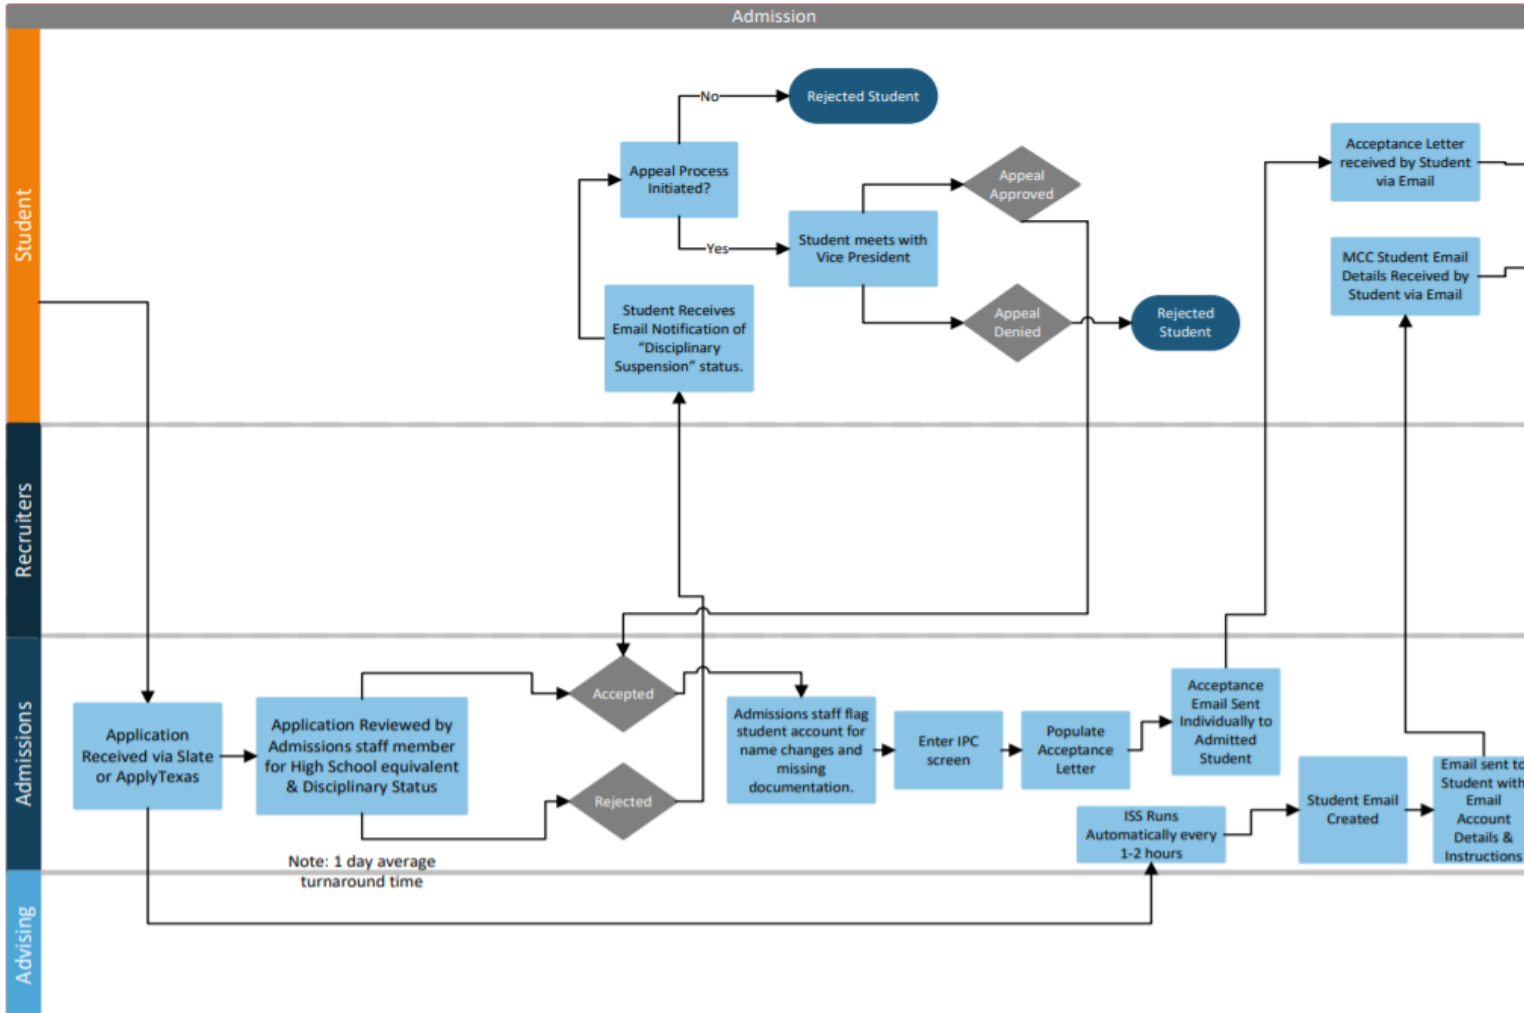 Admission
Student
No
Rejected Student
Appeal Process
Initiated?
Yes
Student meets with
Vice President
Appeal
Approved
Appeal
Denied
Rejected
Student
Student Receives
Email Notification of
“Disciplinary
Suspension” status.
Acceptance Letter
received by Student
via Email
MCC Student Email
Details Received by
Student via Email
Recruiters
Admissions
Application
Received via Slate
or ApplyTexas
Application Reviewed by
Admissions staff member
for High School equivalent
& Disciplinary Status
Note: 1 day average
turnaround time
Accepted
Rejected
Admissions staff flag
student account for
name changes and
missing
documentation.
Enter IPC
screen
Populate
Acceptance
Letter
Acceptance
Email Sent
Individually to
Admitted
Student
ISS Runs
Automatically every
1-2 hours
Student Email
Created
Email sent to
Student with
Email
Account
Details &
Instructions
Advising